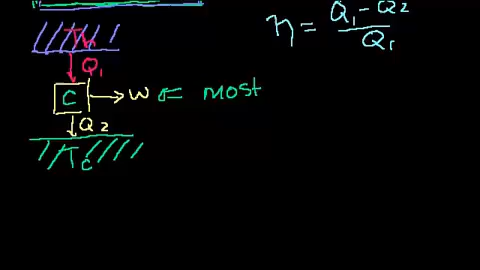 η = Q₁ - Q2 / Q₁
TH
Q₁
C → W ⇐ most
Q2
Tc